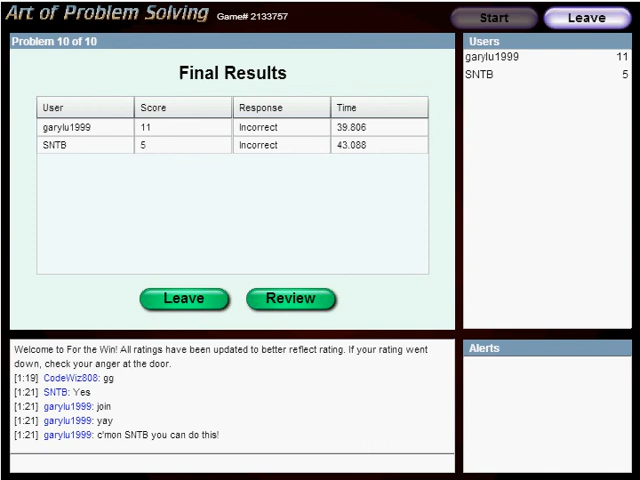 Art of Problem Solving Game# 2133757
Start Leave
Problem 10 of 10
Final Results
User Score Response Time
garylu1999 11 Incorrect 39.806
SNTB 5 Incorrect 43.088
Leave Review
Users
garylu1999 11
SNTB 5
Welcome to For the Win! All ratings have been updated to better reflect rating. If your rating went
down, check your anger at the door.
[1:19] CodeWiz808: gg
[1:21] SNTB: Yes
[1:21] garylu1999: join
[1:21] garylu1999: yay
[1:21] garylu1999: c'mon SNTB you can do this!
Alerts